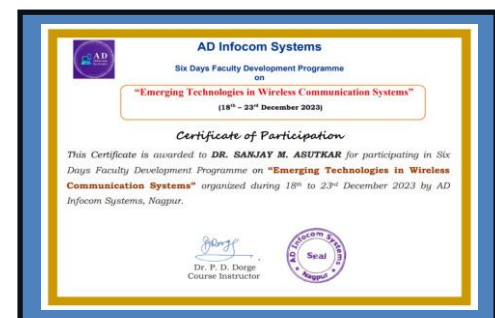 AD
AD Infocom Systems
Six Days Faculty Development Programme
on
“Emerging Technologies in Wireless Communication Systems”
(18th – 23rd December 2023)
Certificate of Participation
This Certificate is awarded to DR. SANJAY M. ASUTKAR for participating in Six
Days Faculty Development Programme on “Emerging Technologies in Wireless
Communication Systems” organized during 18th to 23rd December 2023 by AD
Infocom Systems, Nagpur.
Dr. P. D. Dorge
Course Instructor
AD Infocom Systems
Seal
Nagpur